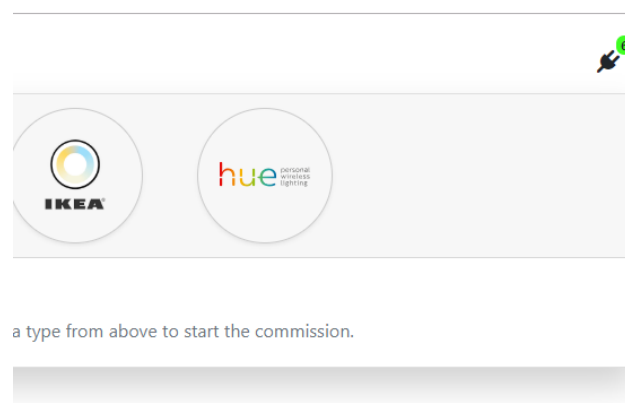 IKEA
hue personal
wireless
lighting
a type from above to start the commission.